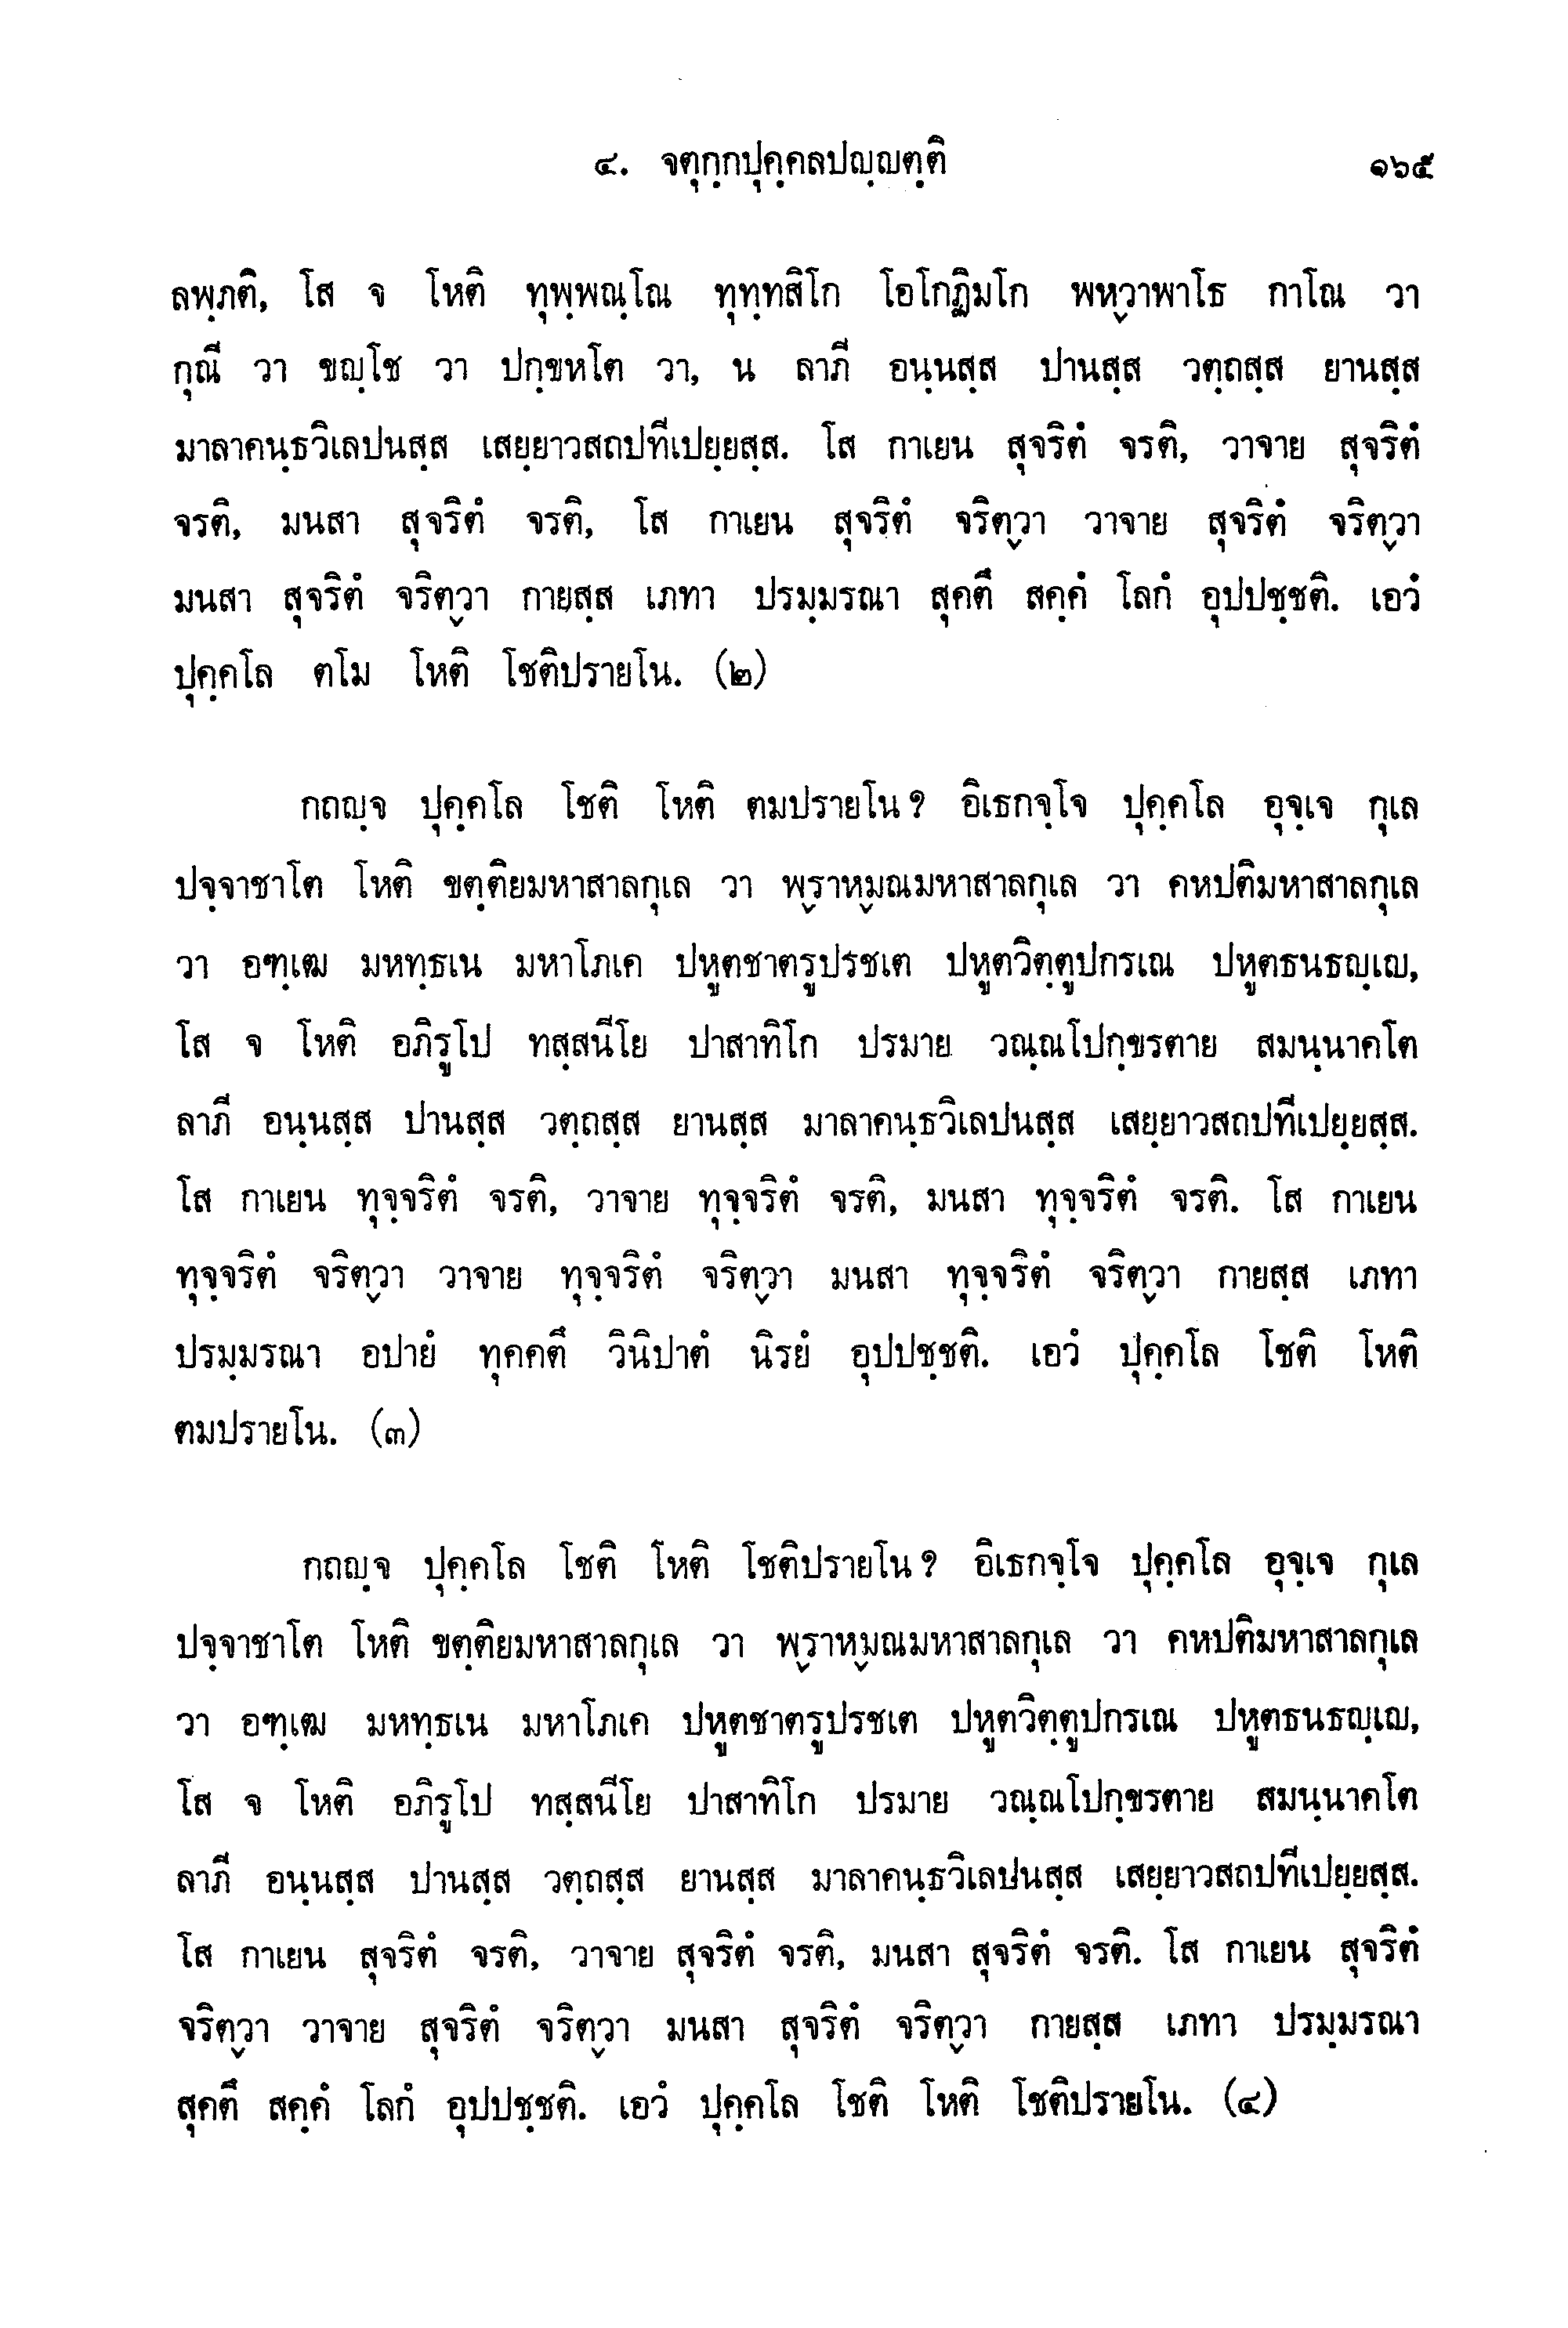 ๔. จตุกฺกปุคฺคลปญฺญตฺติ ๑๖๕
ลพฺภติ, โส จ โหติ ทุพฺพณฺโณ ทุทฺทสิโก โอโกฏิมโก พหฺวาพาโธ กาโณ วา
กุณี วา ขญฺโช วา ปกฺขหโต วา, น ลาภี อนฺนสฺส ปานสฺส วตฺถสฺส ยานสฺส
มาลาคนฺธวิเลปนสฺส เสยฺยาวสถปทีเปยฺยสฺส. โส กาเยน สุจริตํ จรติ, วาจาย สุจริตํ
จรติ, มนสา สุจริตํ จรติ, โส กาเยน สุจริตํ จริตฺวา วาจาย สุจริตํ จริตฺวา
มนสา สุจริตํ จริตฺวา กายสฺส เภทา ปรมฺมรณา สุคตึ สคฺคํ โลกํ อุปปชฺชติ. เอวํ
ปุคฺคโล ตโม โหติ โชติปรายโน. (๒)
กถญฺจ ปุคฺคโล โชติ โหติ ตมปรายโน? อิเธกจฺโจ ปุคฺคโล อุจฺเจ กุเล
ปจฺจาชาโต โหติ ขตฺติยมหาสาลกุเล วา พฺราหฺมณมหาสาลกุเล วา คหปติมหาสาลกุเล
วา อฑฺเฒ มหทฺธเน มหาโภเค ปหูตชาตรูปรชเต ปหูตวิตฺตูปกรเณ ปหูตธนธญฺเญ,
โส จ โหติ อภิรูโป ทสฺสนีโย ปาสาทิโก ปรมาย วณฺณโปกฺขรตาย สมนฺนาคโต
ลาภี อนฺนสฺส ปานสฺส วตฺถสฺส ยานสฺส มาลาคนฺธวิเลปนสฺส เสยฺยาวสถปทีเปยฺยสฺส.
โส กาเยน ทุจฺจริตํ จรติ, วาจาย ทุจฺจริตํ จรติ, มนสา ทุจฺจริตํ จรติ. โส กาเยน
ทุจฺจริตํ จริตฺวา วาจาย ทุจฺจริตํ จริตฺวา มนสา ทุจฺจริตํ จริตฺวา กายสฺส เภทา
ปรมฺมรณา อปายํ ทุคคตึ วินิปาตํ นิรยํ อุปปชฺชติ. เอวํ ปุคฺคโล โชติ โหติ
ตมปรายโน. (๓)
กถญฺจ ปุคฺคโล โชติ โหติ โชติปรายโน? อิเธกจฺโจ ปุคฺคโล อุจฺเจ กุเล
ปจฺจาชาโต โหติ ขตฺติยมหาสาลกุเล วา พฺราหฺมณมหาสาลกุเล วา คหปติมหาสาลกุเล
วา อฑฺเฒ มหทฺธเน มหาโภเค ปหูตชาตรูปรชเต ปหูตวิตฺตูปกรเณ ปหูตธนธญฺเญ,
โส จ โหติ อภิรูโป ทสฺสนีโย ปาสาทิโก ปรมาย วณฺณโปกฺขรตาย สมนฺนาคโต
ลาภี อนฺนสฺส ปานสฺส วตฺถสฺส ยานสฺส มาลาคนฺธวิเลปนสฺส เสยฺยาวสถปทีเปยฺยสฺส.
โส กาเยน สุจริตํ จรติ, วาจาย สุจริตํ จรติ, มนสา สุจริตํ จรติ. โส กาเยน สุจริตํ
จริตฺวา วาจาย สุจริตํ จริตฺวา มนสา สุจริตํ จริตฺวา กายสฺส เภทา ปรมฺมรณา
สุคตึ สคฺคํ โลกํ อุปปชฺชติ. เอวํ ปุคฺคโล โชติ โหติ โชติปรายโน. (๔)